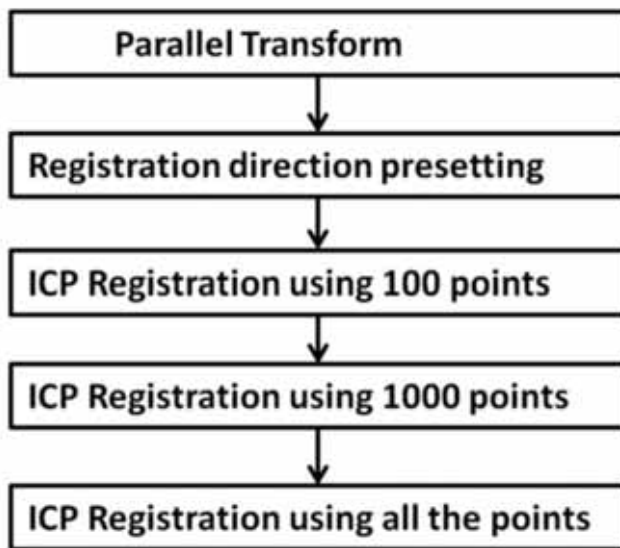 Parallel Transform
Registration direction presetting
ICP Registration using 100 points
ICP Registration using 1000 points
ICP Registration using all the points